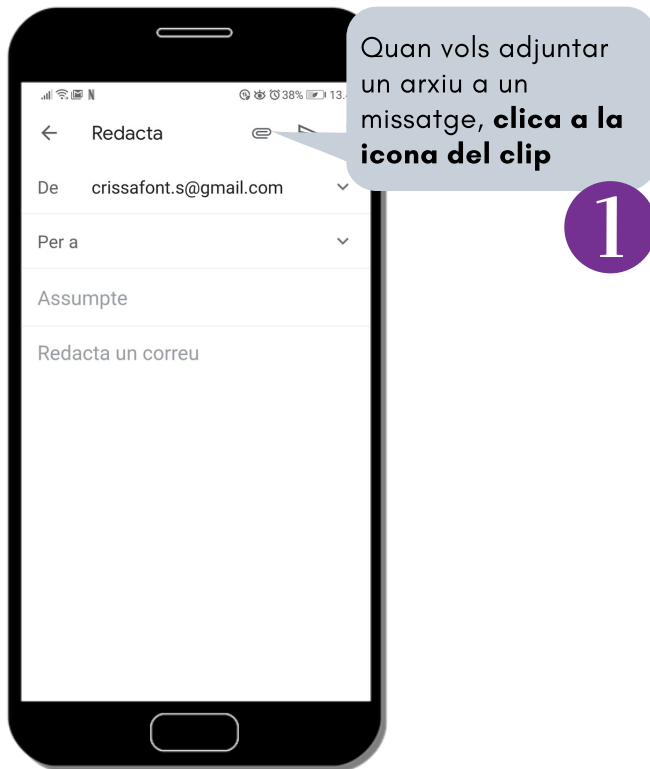 Quan vols adjuntar
un arxiu a un
missatge, clica a la
icona del clip
1
38% 13.
Redacta
De crissafont.s@gmail.com
Per a
Assumpte
Redacta un correu